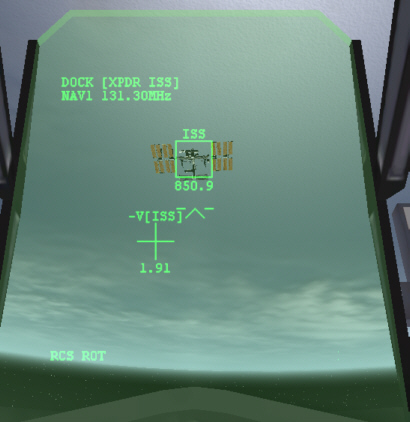 DOCK [XPDR ISS]
NAV1 131.30MHz
ISS
850.9
-V[ISS]
1.91
RCS ROT